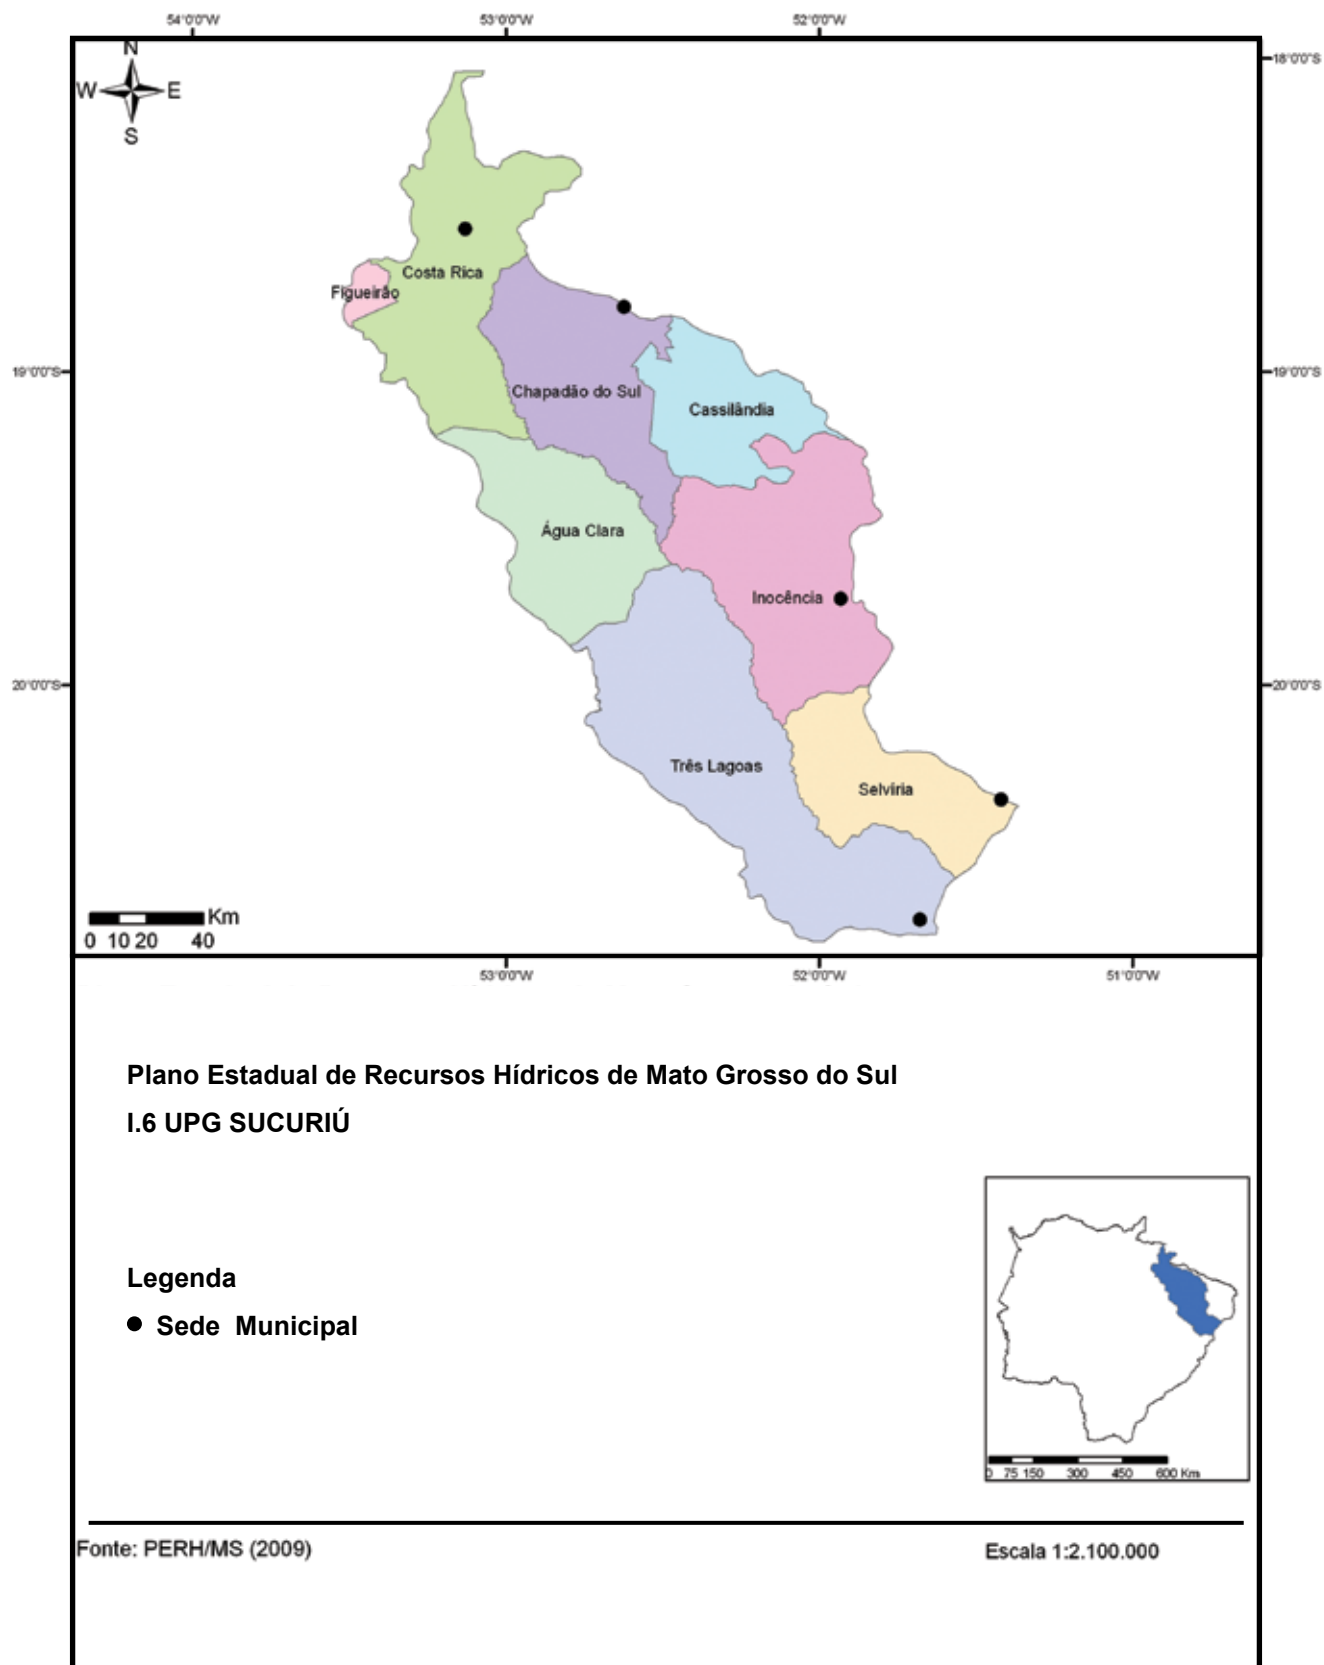 54°0'0"W 53°0'0"W 52°0'0"W
N
W E
S
18°0'0"S
Costa Rica
Figueirão
19°0'0"S 19°0'0"S
Chapadão do Sul
Cassilândia
Água Clara
Inocência
20°0'0"S 20°0'0"S
Três Lagoas
Selvíria
Km
0 10 20 40
53°0'0"W 52°0'0"W 51°0'0"W
Plano Estadual de Recursos Hídricos de Mato Grosso do Sul
I.6 UPG SUCURIÚ
Legenda
Sede Municipal
0 75 150 300 450 600 Km
Fonte: PERH/MS (2009)
Escala 1:2.100.000